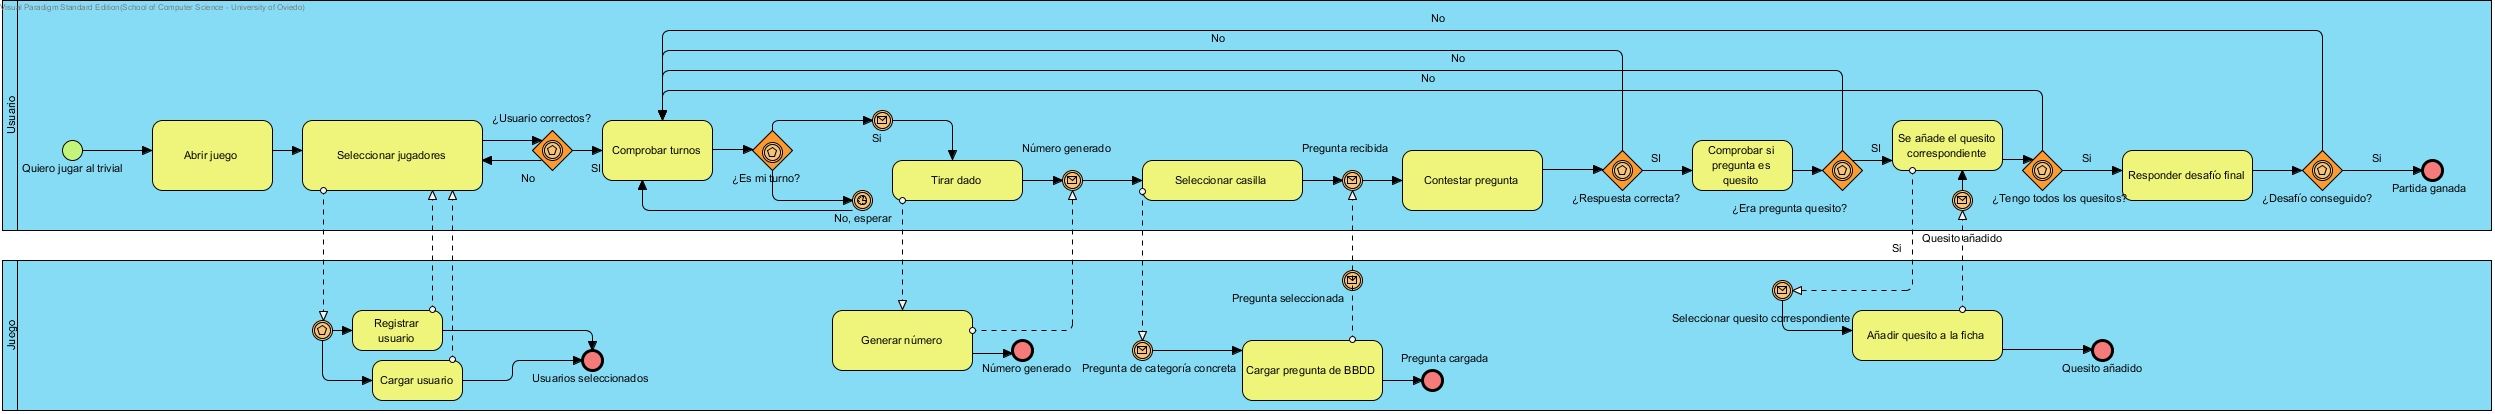 Visual Paradigm Standard Edition(School of Computer Science - University of Oviedo)
Usuario
No
No
No
No
Quiero jugar al trivial
Abrir juego
Seleccionar jugadores
¿Usuario correctos?
No
SI
Comprobar turnos
¿Es mi turno?
Si
No, esperar
Tirar dado
Número generado
Seleccionar casilla
Pregunta recibida
Contestar pregunta
¿Respuesta correcta?
SI
Comprobar si
pregunta es
quesito
¿Era pregunta quesito?
SI
Se añade el quesito
correspondiente
¿Tengo todos los quesitos?
Si
Responder desafío final
¿Desafío conseguido?
Si
Partida ganada
Si
Quesito añadido
Juego
Registrar
usuario
Cargar usuario
Usuarios seleccionados
Generar número
Número generado
Pregunta de categoría concreta
Pregunta seleccionada
Cargar pregunta de BBDD
Pregunta cargada
Seleccionar quesito correspondiente
Añadir quesito a la ficha
Quesito añadido